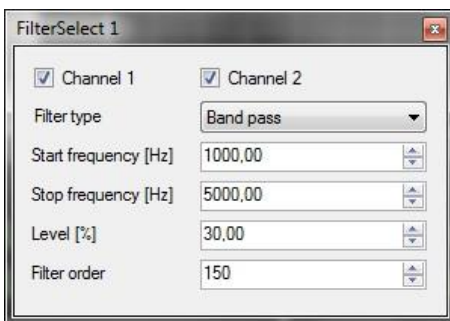 FilterSelect 1
Channel 1 Channel 2
Filter type Band pass
Start frequency [Hz] 1000,00
Stop frequency [Hz] 5000,00
Level [%] 30,00
Filter order 150